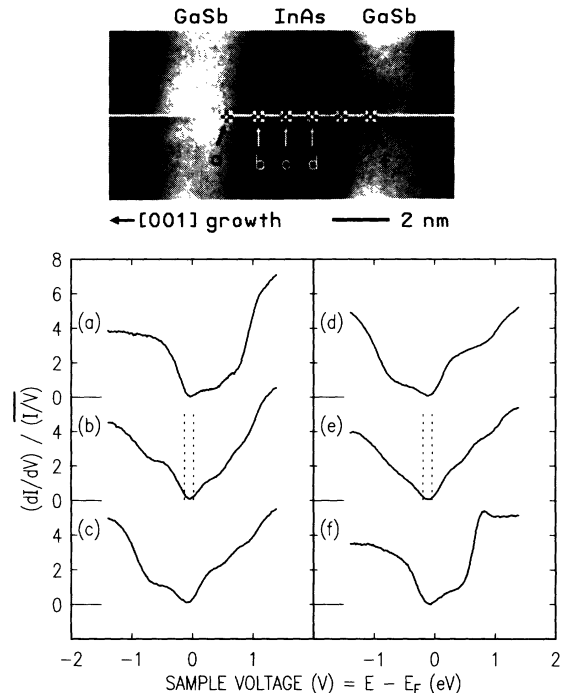 GaSb InAs GaSb
a b c d
←[001] growth 2 nm
8
(a) (d)
6
4
2
0
(b) (e)
4
2
0
(c) (f)
4
2
0
−2 −1 0 1 −1 0 1 2
(dI/dV) / (I/V)
SAMPLE VOLTAGE (V) = E − E_F (eV)